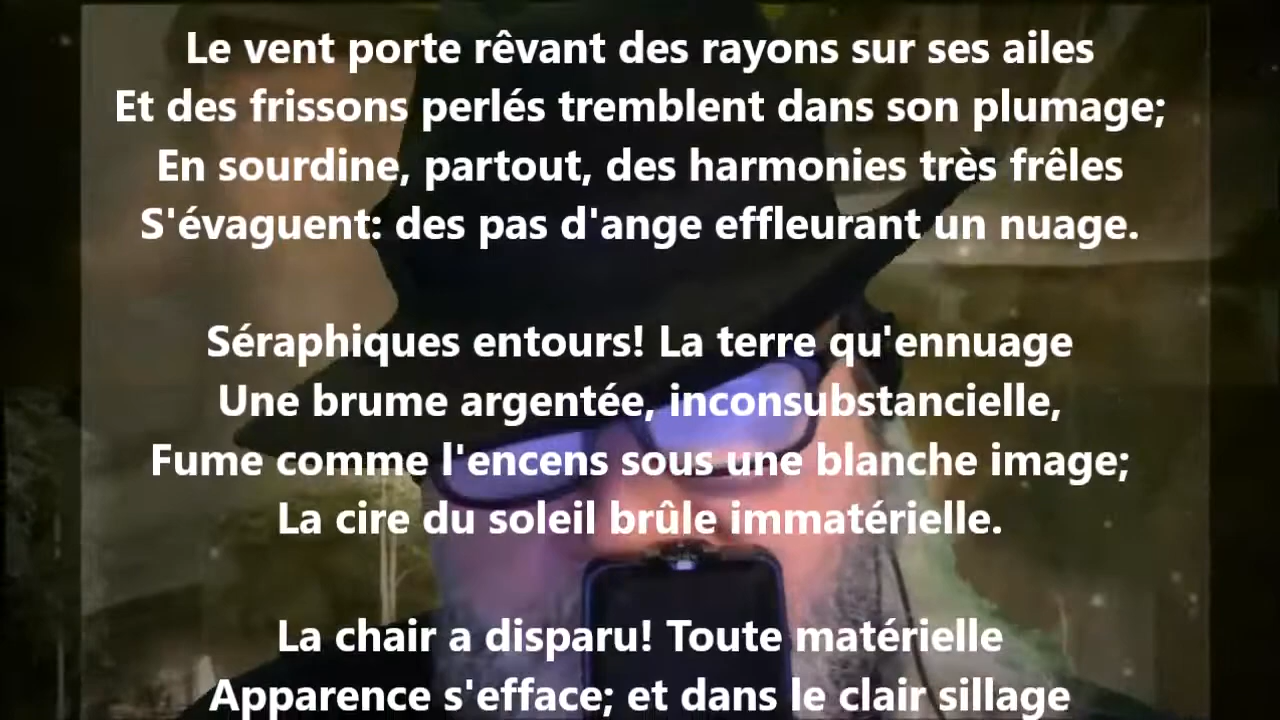 Le vent porte rêvant des rayons sur ses ailes
Et des frissons perlés tremblent dans son plumage;
En sourdine, partout, des harmonies très frêles
S'évaguent: des pas d'ange effleurant un nuage.
Séraphiques entours! La terre qu'ennuage
Une brume argentée, inconsubstancielle,
Fume comme l'encens sous une blanche image;
La cire du soleil brûle immatérielle.
La chair a disparu! Toute matérielle
Apparence s'efface; et dans le clair sillage